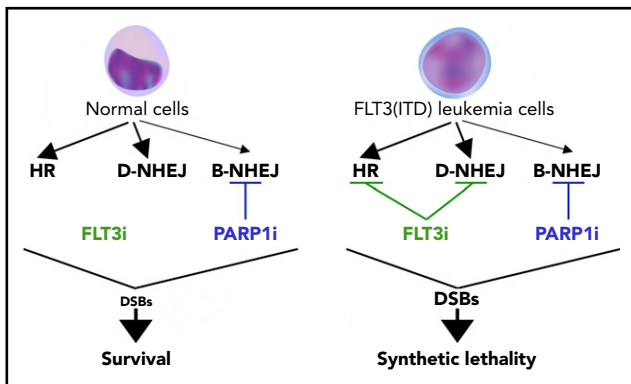 Normal cells
HR D-NHEJ B-NHEJ
FLT3i PARP1i
DSBs
Survival
FLT3(ITD) leukemia cells
HR D-NHEJ B-NHEJ
FLT3i PARP1i
DSBs
Synthetic lethality